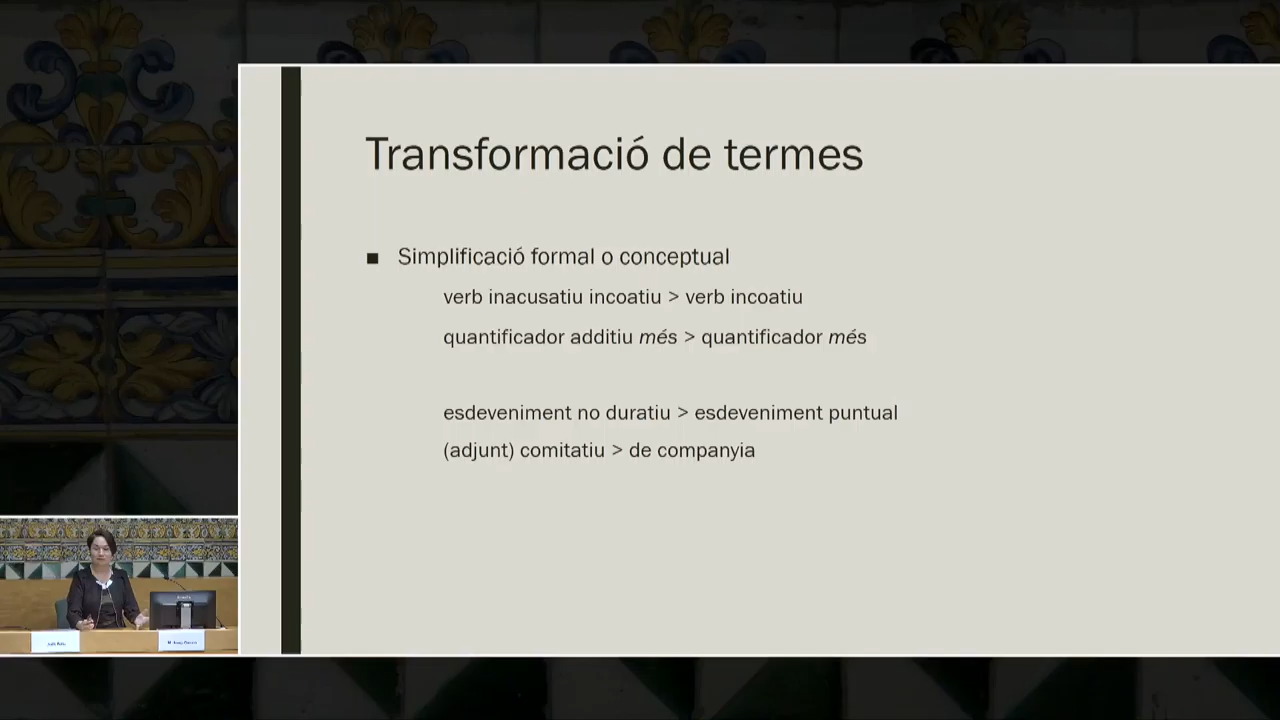 Transformació de termes
■ Simplificació formal o conceptual
verb inacusatiu incoatiu > verb incoatiu
quantificador additiu més > quantificador més
esdeveniment no duratiu > esdeveniment puntual
(adjunt) comitatiu > de companyia